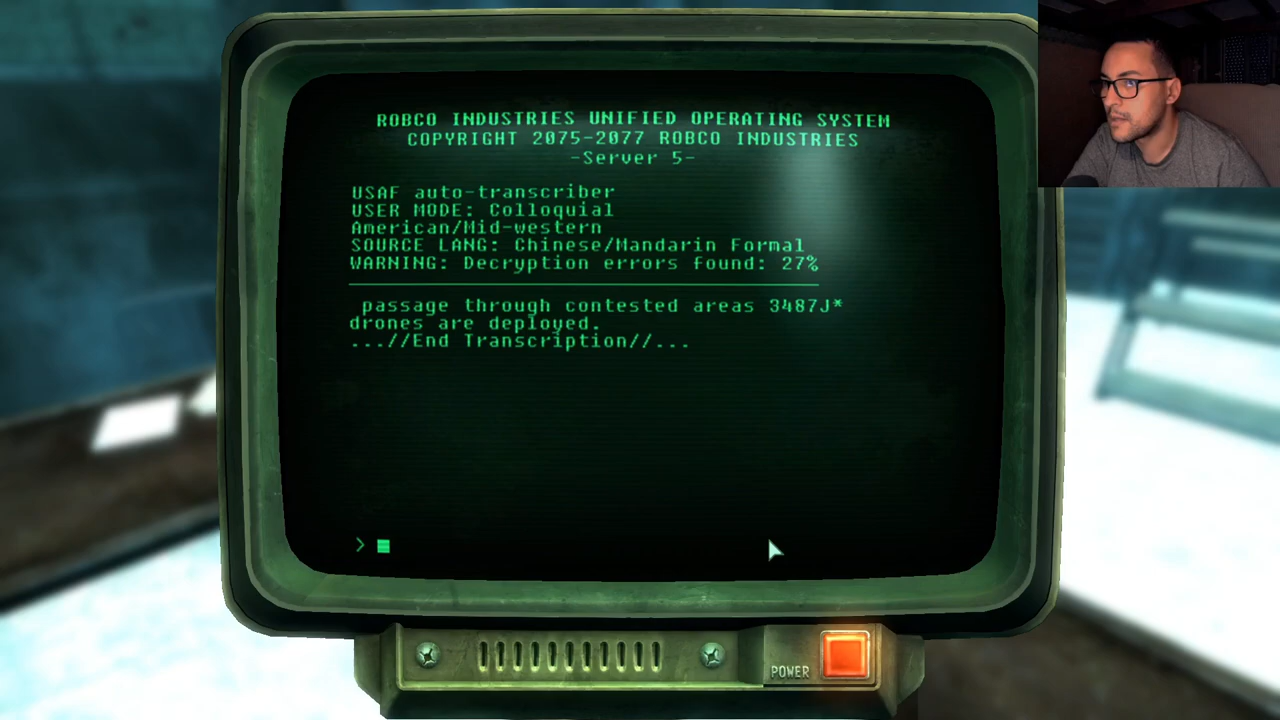 ROBCO INDUSTRIES UNIFIED OPERATING SYSTEM
COPYRIGHT 2075-2077 ROBCO INDUSTRIES
-Server 5-
USAF auto-transcriber
USER MODE: Colloquial
American/Mid-western
SOURCE LANG: Chinese/Mandarin Formal
WARNING: Decryption errors found: 27%
passage through contested areas 3487J*
drones are deployed.
...//End Transcription//...
>
POWER